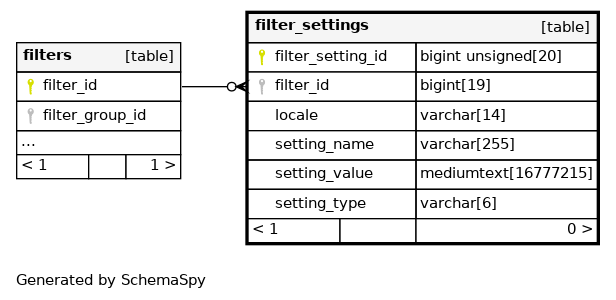 filters [table]
filter_id
filter_group_id
...
< 1 1 >
filter_settings [table]
filter_setting_id bigint unsigned[20]
filter_id bigint[19]
locale varchar[14]
setting_name varchar[255]
setting_value mediumtext[16777215]
setting_type varchar[6]
< 1 0 >
Generated by SchemaSpy